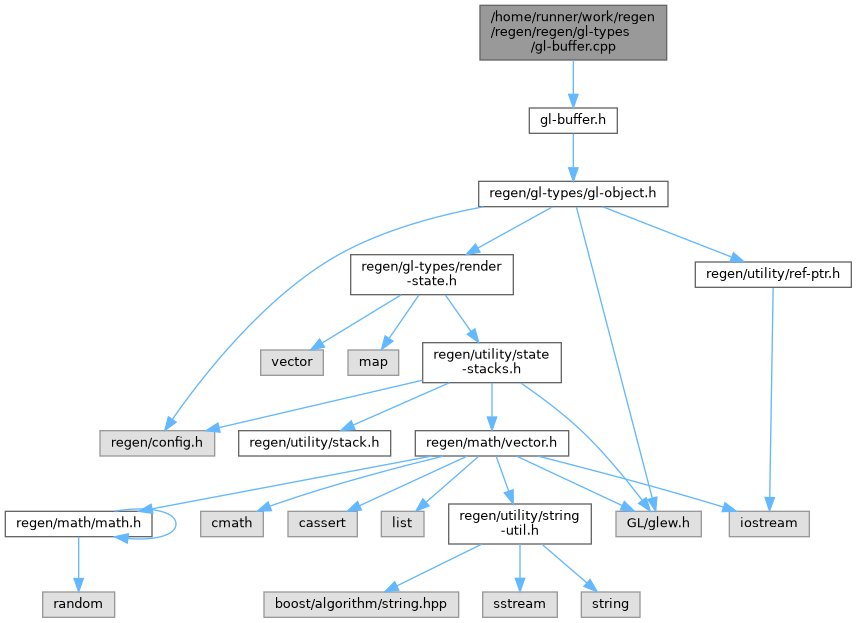 /home/runner/work/regen
/regen/regen/gl-types
/gl-buffer.cpp
gl-buffer.h
regen/gl-types/gl-object.h
regen/gl-types/render
-state.h
regen/utility/ref-ptr.h
vector
map
regen/utility/state
-stacks.h
regen/config.h
regen/utility/stack.h
regen/math/vector.h
regen/math/math.h
cmath
cassert
list
regen/utility/string
-util.h
GL/glew.h
iostream
random
boost/algorithm/string.hpp
sstream
string